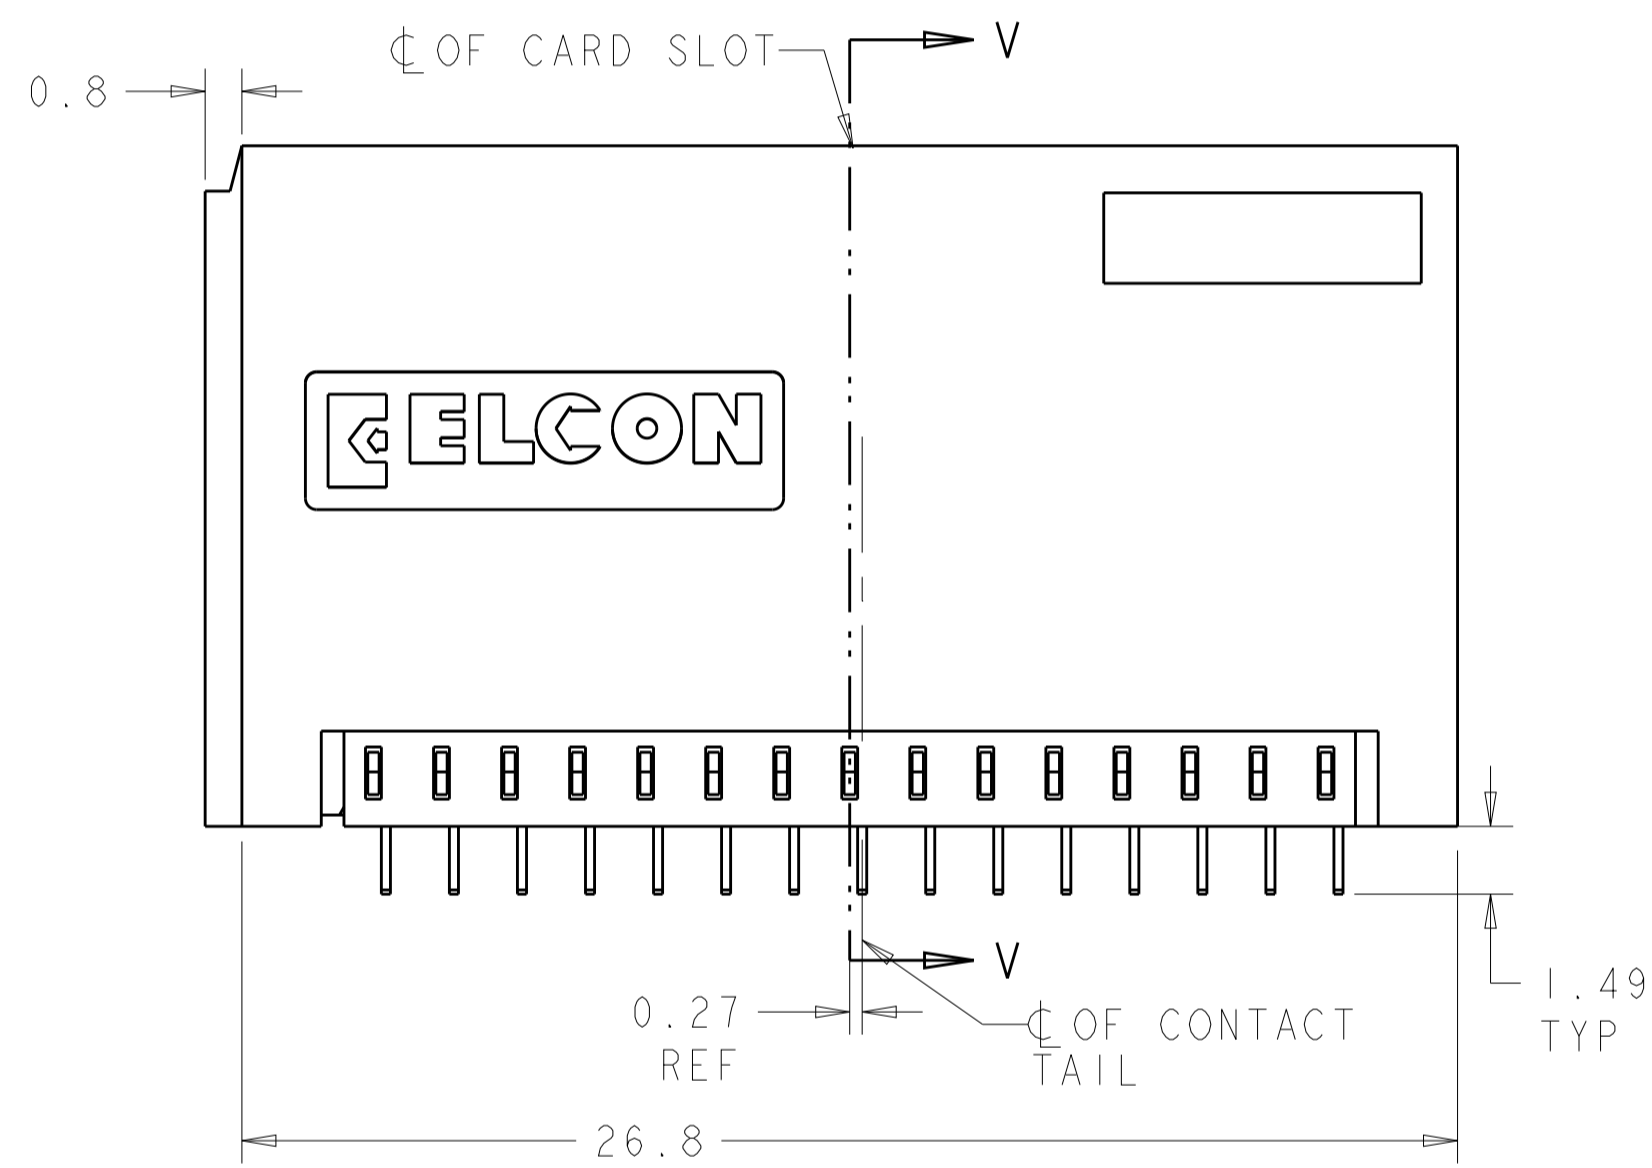 ℄ OF CARD SLOT
V
0.8
ELCON
V
0.27
REF
℄ OF CONTACT
TAIL
1.49
TYP
26.8